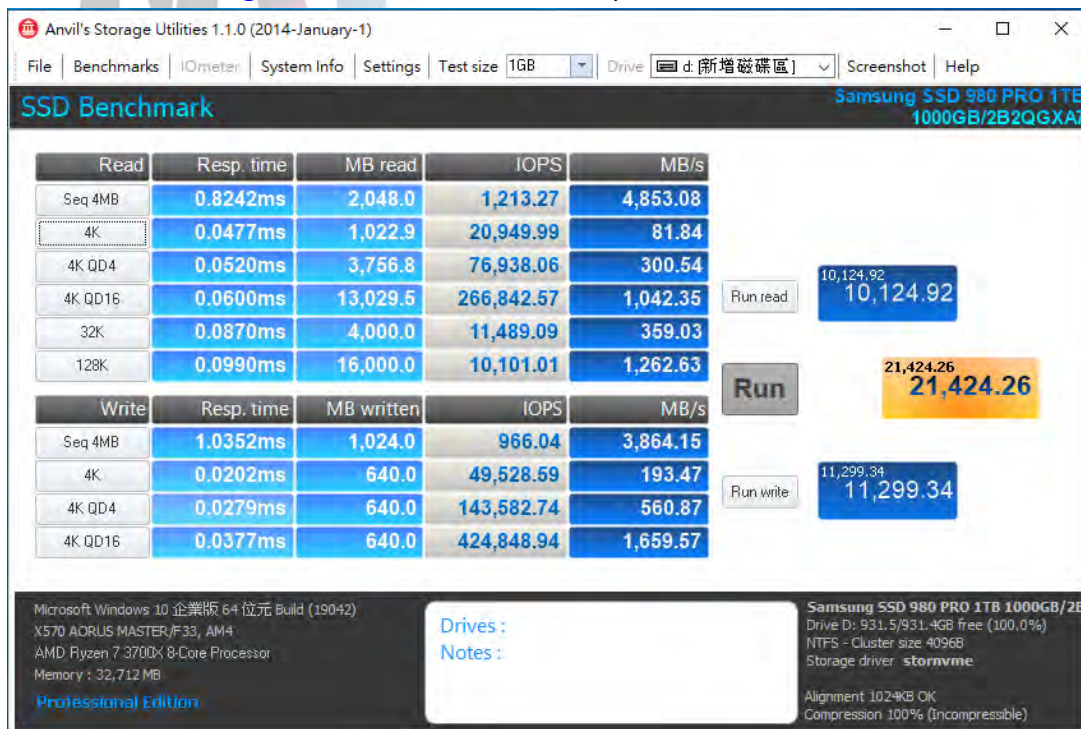 Anvil's Storage Utilities 1.1.0 (2014-January-1)
File Benchmarks IOmeter System Info Settings Test size 1GB Drive d: [新增磁碟區] Screenshot Help
SSD Benchmark
Samsung SSD 980 PRO 1TB
1000GB/2B2QGXA7
Read Resp. time MB read IOPS MB/s
Seq 4MB 0.8242ms 2,048.0 1,213.27 4,853.08
4K 0.0477ms 1,022.9 20,949.99 81.84
4K QD4 0.0520ms 3,756.8 76,938.06 300.54
4K QD16 0.0600ms 13,029.5 266,842.57 1,042.35
32K 0.0870ms 4,000.0 11,489.09 359.03
128K 0.0990ms 16,000.0 10,101.01 1,262.63
Run read
10,124.92
10,124.92
Run
21,424.26
21,424.26
Write Resp. time MB written IOPS MB/s
Seq 4MB 1.0352ms 1,024.0 966.04 3,864.15
4K 0.0202ms 640.0 49,528.59 193.47
4K QD4 0.0279ms 640.0 143,582.74 560.87
4K QD16 0.0377ms 640.0 424,848.94 1,659.57
Run write
11,299.34
11,299.34
Microsoft Windows 10 企業版 64 位元 Build (19042)
X570 AORUS MASTER/F33, AM4
AMD Ryzen 7 3700X 8-Core Processor
Memory : 32,712 MB
Professional Edition
Drives :
Notes :
Samsung SSD 980 PRO 1TB 1000GB/2B
Drive D: 931.5/931.4GB free (100.0%)
NTFS - Cluster size 4096B
Storage driver stornvme
Alignment 1024KB OK
Compression 100% (Incompressible)